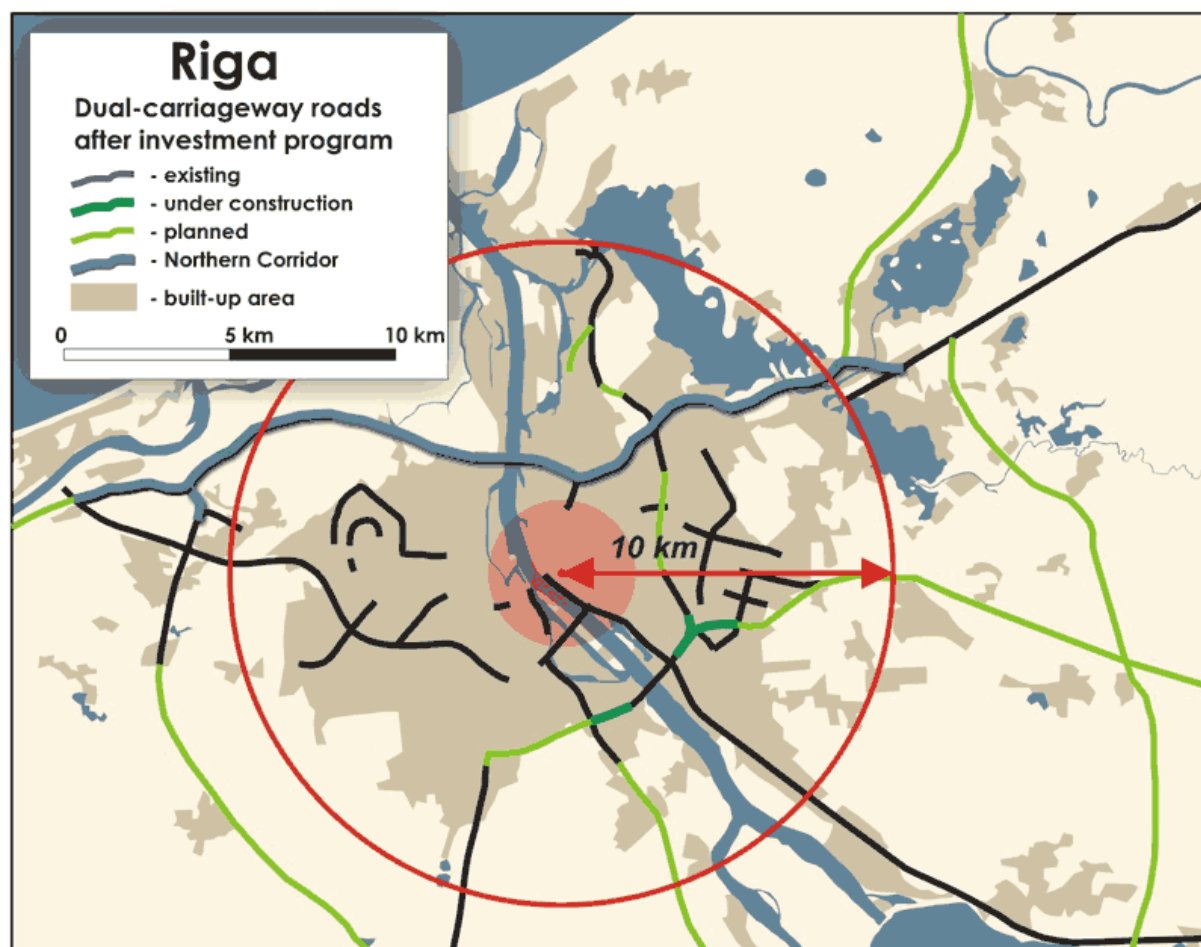 Riga
Dual-carriageway roads
after investment program
- existing
- under construction
- planned
- Northern Corridor
- built-up area
0 5 km 10 km
10 km